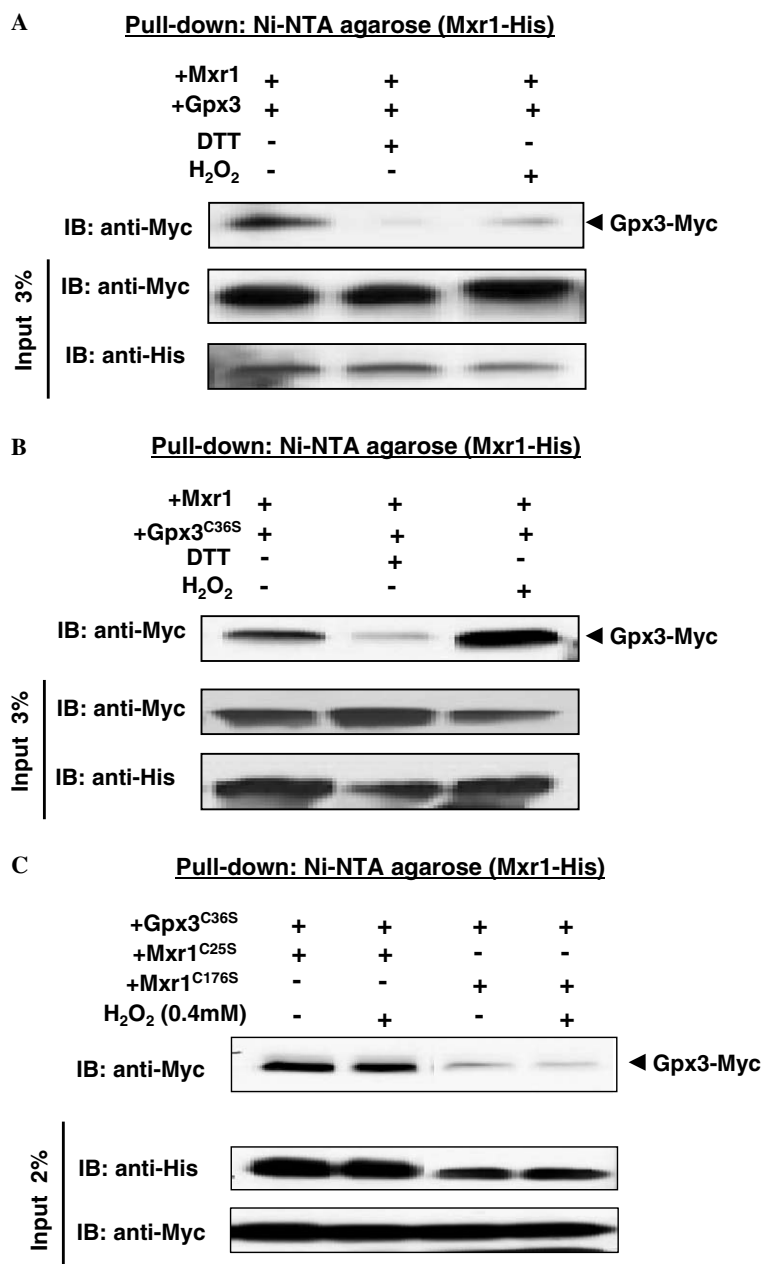 A Pull-down: Ni-NTA agarose (Mxr1-His)
+Mxr1 + + +
+Gpx3 + + +
DTT - + -
H₂O₂ - - +
IB: anti-Myc ◄ Gpx3-Myc
Input 3%
IB: anti-Myc
IB: anti-His
B Pull-down: Ni-NTA agarose (Mxr1-His)
+Mxr1 + + +
+Gpx3ᶜ³⁶ˢ + + +
DTT - + -
H₂O₂ - - +
IB: anti-Myc ◄ Gpx3-Myc
Input 3%
IB: anti-Myc
IB: anti-His
C Pull-down: Ni-NTA agarose (Mxr1-His)
+Gpx3ᶜ³⁶ˢ + + + +
+Mxr1ᶜ²⁵ˢ + + - -
+Mxr1ᶜ¹⁷⁶ˢ - - + +
H₂O₂ (0.4mM) - + - +
IB: anti-Myc ◄ Gpx3-Myc
Input 2%
IB: anti-His
IB: anti-Myc